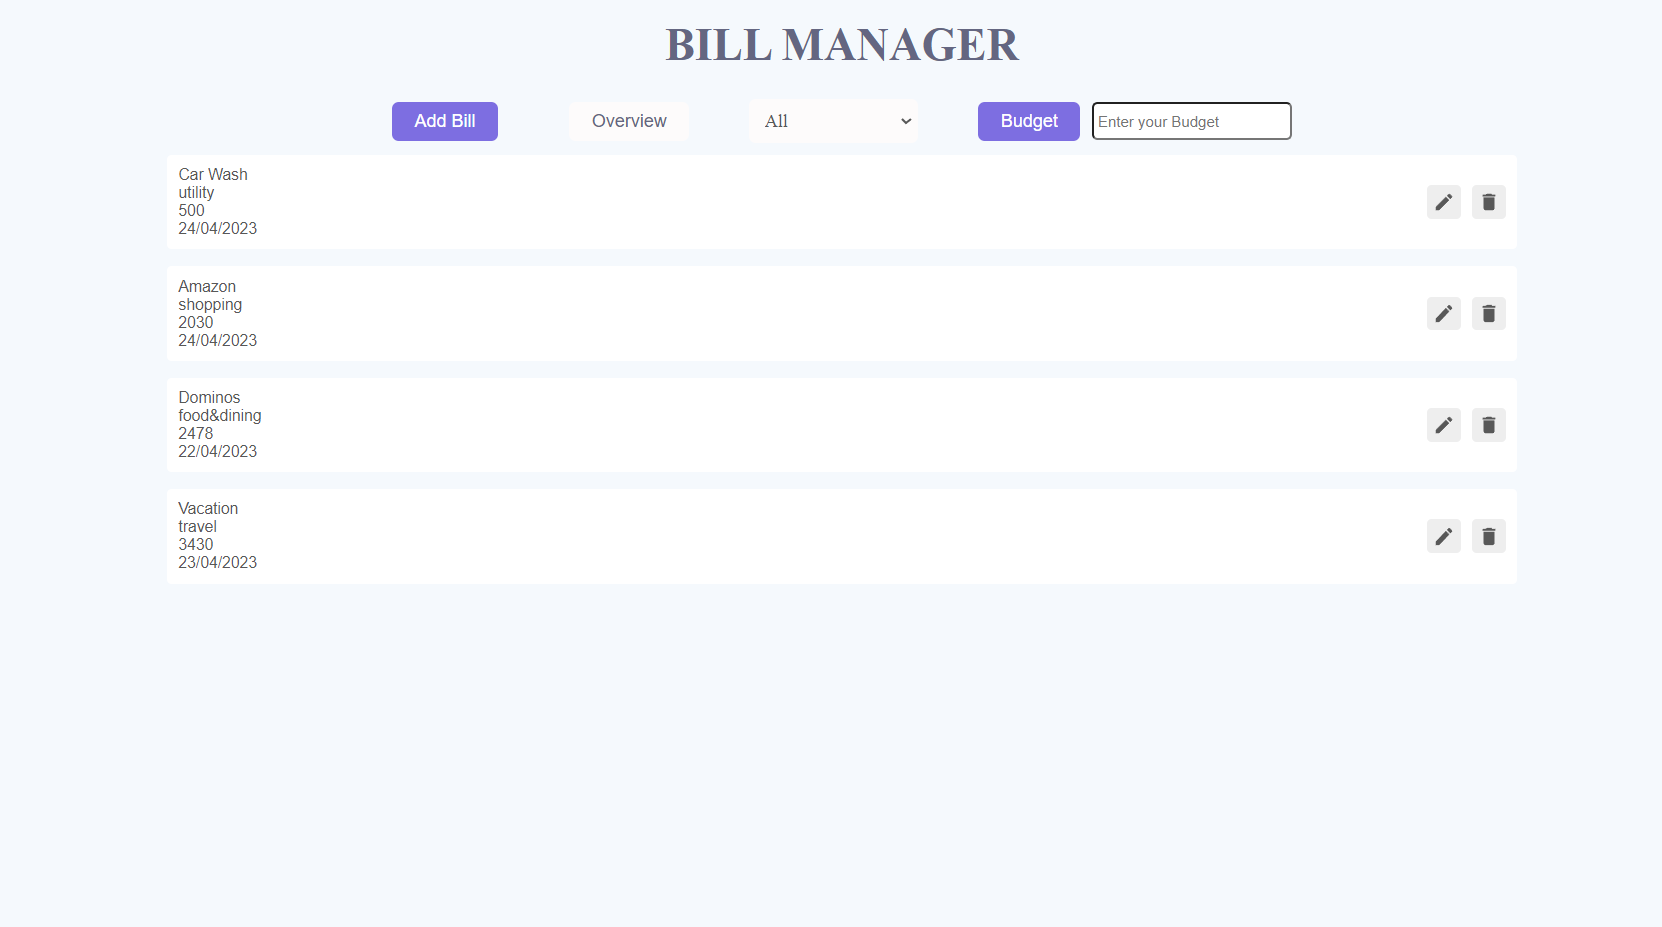 BILL MANAGER
Add Bill Overview All Budget Enter your Budget
Car Wash
utility
500
24/04/2023
Amazon
shopping
2030
24/04/2023
Dominos
food&dining
2478
22/04/2023
Vacation
travel
3430
23/04/2023